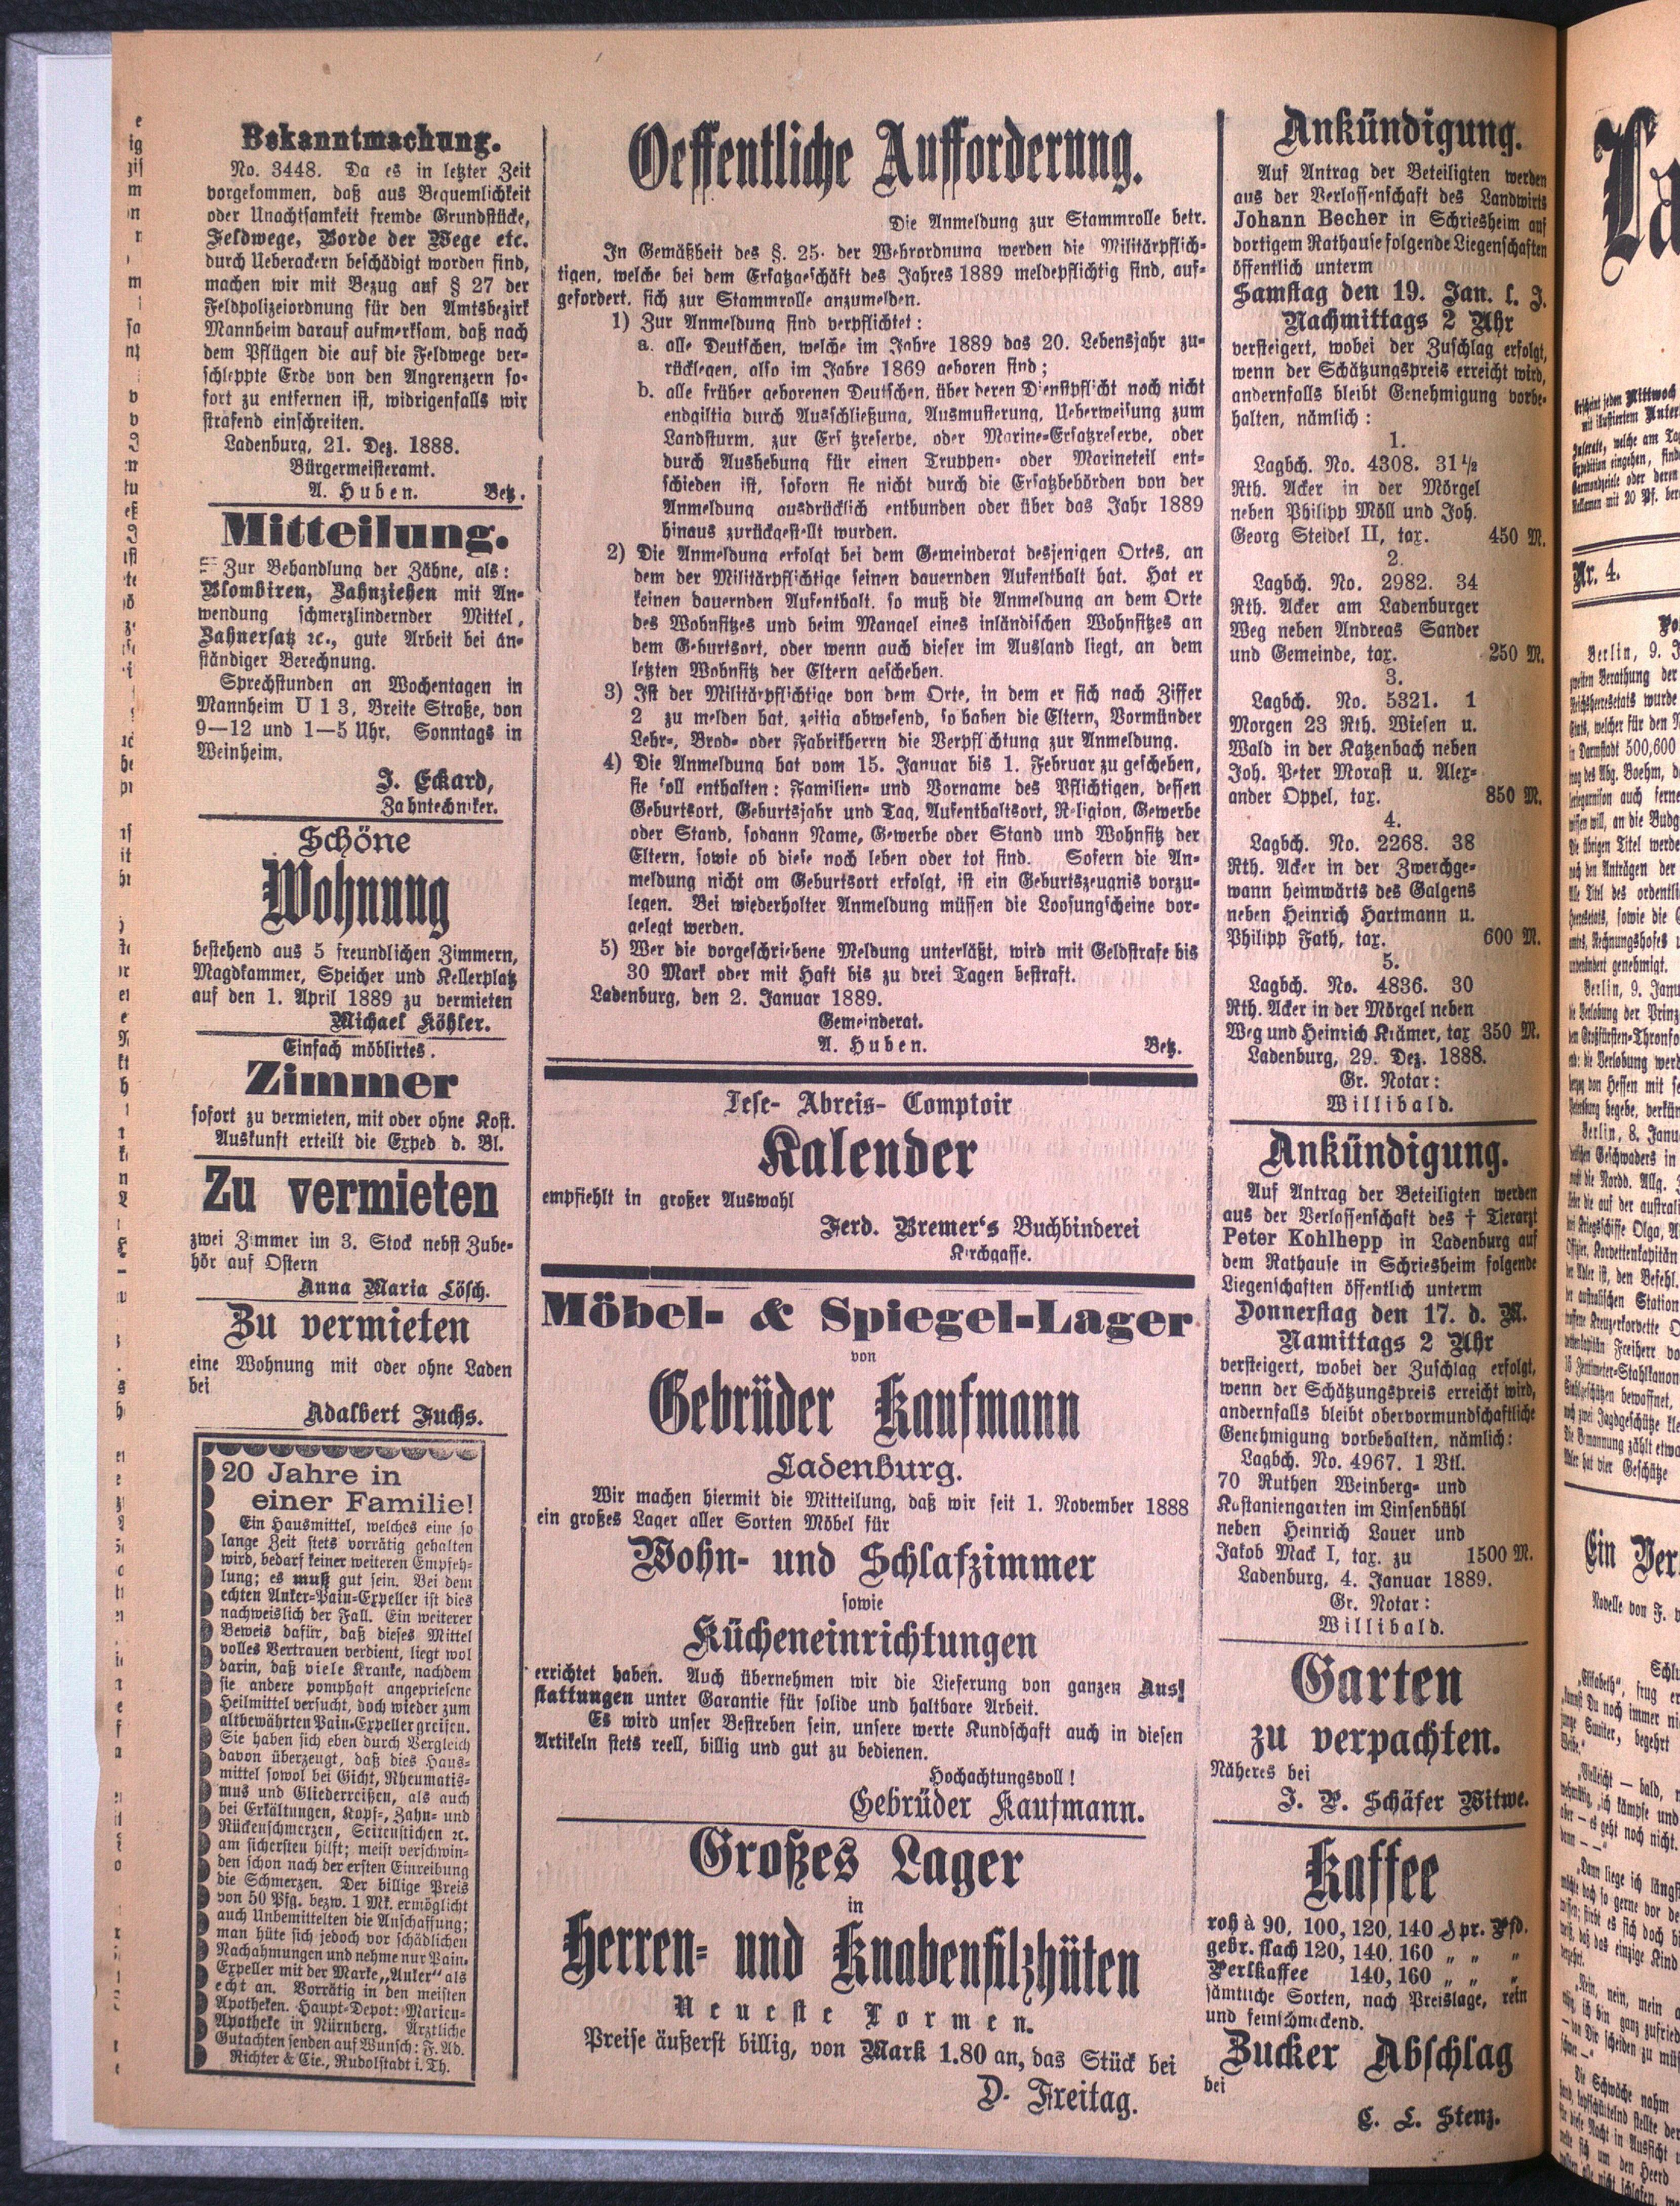 Bekanntmachung.
No. 3448. Da es in letzter Zeit
vorgekommen, daß aus Bequemlichkeit
oder Unachtsamkeit fremde Grundstücke,
Feldwege, Borde der Wege etc.
durch Ueberackern beschädigt worden sind,
machen wir mit Bezug auf § 27 der
Feldpolizeiordnung für den Amtsbezirk
Mannheim darauf aufmerksam, daß nach
dem Pflügen die auf die Feldwege ver-
schleppte Erde von den Angrenzern so-
fort zu entfernen ist, widrigenfalls wir
strafend einschreiten.
Ladenburg, 21. Dez. 1888.
Bürgermeisteramt.
A. Huben. Betz.
Mitteilung.
Zur Behandlung der Zähne, als:
Plombiren, Zahnziehen mit An-
wendung schmerzlindernder Mittel,
Zahnersatz ꝛc., gute Arbeit bei an-
ständiger Berechnung.
Sprechstunden an Wochentagen in
Mannheim U 1 3, Breite Straße, von
9—12 und 1—5 Uhr, Sonntags in
Weinheim.
J. Eckard,
Zahntechniker.
Schöne
Wohnung
bestehend aus 5 freundlichen Zimmern,
Magdkammer, Speicher und Kellerplatz
auf den 1. April 1889 zu vermieten
Michael Köhler.
Einfach möblirtes.
Zimmer
sofort zu vermieten, mit oder ohne Kost.
Auskunft erteilt die Exped d. Bl.
Zu vermieten
zwei Zimmer im 3. Stock nebst Zube-
hör auf Ostern
Anna Maria Lösch.
Zu vermieten
eine Wohnung mit oder ohne Laden
bei
Adalbert Fuchs.
20 Jahre in
einer Familie!
Ein Hausmittel, welches eine so
lange Zeit stets vorrätig gehalten
wird, bedarf keiner weiteren Empfeh-
lung; es muß gut sein. Bei dem
echten Anker-Pain-Expeller ist dies
nachweislich der Fall. Ein weiterer
Beweis dafür, daß dieses Mittel
volles Vertrauen verdient, liegt wol
darin, daß viele Kranke, nachdem
sie andere pomphaft angepriesene
Heilmittel versucht, doch wieder zum
altbewährten Pain-Expeller greifen.
Sie haben sich eben durch Vergleich
davon überzeugt, daß dies Haus-
mittel sowol bei Gicht, Rheumatis-
mus und Gliederreißen, als auch
bei Erkältungen, Kopf-, Zahn- und
Rückenschmerzen, Seitenstichen ꝛc.
am sichersten hilft; meist verschwin-
den schon nach der ersten Einreibung
die Schmerzen. Der billige Preis
von 50 Pfg. bezw. 1 Mk. ermöglicht
auch Unbemittelten die Anschaffung;
man hüte sich jedoch vor schädlichen
Nachahmungen und nehme nur Pain-
Expeller mit der Marke „Anker“ als
echt an. Vorrätig in den meisten
Apotheken. Haupt-Depot: Marien-
Apotheke in Nürnberg. Ärztliche
Gutachten senden auf Wunsch: F. Ad.
Richter & Cie., Rudolstadt i. Th.
Oeffentliche Aufforderung.
Die Anmeldung zur Stammrolle betr.
In Gemäßheit des §. 25. der Wehrordnung werden die Militärpflich-
tigen, welche bei dem Ersatzgeschäft des Jahres 1889 meldepflichtig sind, auf-
gefordert, sich zur Stammrolle anzumelden.
1) Zur Anmeldung sind verpflichtet:
a. alle Deutschen, welche im Jahre 1889 das 20. Lebensjahr zu-
rücklegen, also im Jahre 1869 geboren sind;
b. alle früher geborenen Deutschen, über deren Dienstpflicht noch nicht
endgiltig durch Ausschließung, Ausmusterung, Ueberweisung zum
Landsturm, zur Ers tzreserve, oder Marine-Ersatzreserve, oder
durch Aushebung für einen Truppen- oder Marineteil ent-
schieden ist, sofern sie nicht durch die Ersatzbehörden von der
Anmeldung ausdrücklich entbunden oder über das Jahr 1889
hinaus zurückgestellt wurden.
2) Die Anmeldung erfolgt bei dem Gemeinderat desjenigen Ortes, an
dem der Militärpflichtige seinen dauernden Aufenthalt hat. Hat er
keinen dauernden Aufenthalt, so muß die Anmeldung an dem Orte
des Wohnsitzes und beim Mangel eines inländischen Wohnsitzes an
dem Geburtsort, oder wenn auch dieser im Ausland liegt, an dem
letzten Wohnsitz der Eltern geschehen.
3) Ist der Militärpflichtige von dem Orte, in dem er sich nach Ziffer
2 zu melden hat, zeitig abwesend, so haben die Eltern, Vormünder
Lehr-, Brod- oder Fabrikherrn die Verpflichtung zur Anmeldung.
4) Die Anmeldung hat vom 15. Januar bis 1. Februar zu geschehen,
sie soll enthalten: Familien- und Vorname des Pflichtigen, dessen
Geburtsort, Geburtsjahr und Tag, Aufenthaltsort, Religion, Gewerbe
oder Stand, sodann Name, Gewerbe oder Stand und Wohnsitz der
Eltern, sowie ob diese noch leben oder tot sind. Sofern die An-
meldung nicht am Geburtsort erfolgt, ist ein Geburtszeugnis vorzu-
legen. Bei wiederholter Anmeldung müssen die Loosungscheine vor-
gelegt werden.
5) Wer die vorgeschriebene Meldung unterläßt, wird mit Geldstrafe bis
30 Mark oder mit Haft bis zu drei Tagen bestraft.
Ladenburg, den 2. Januar 1889.
Gemeinderat.
A. Huben. Betz.
Lese- Abreis- Comptoir
Kalender
empfiehlt in großer Auswahl
Ferd. Bremer's Buchbinderei
Kirchgasse.
Möbel- & Spiegel-Lager
von
Gebrüder Kaufmann
Ladenburg.
Wir machen hiermit die Mitteilung, daß wir seit 1. November 1888
ein großes Lager aller Sorten Möbel für
Wohn- und Schlafzimmer
sowie
Kücheneinrichtungen
errichtet haben. Auch übernehmen wir die Lieferung von ganzen Aus!
stattungen unter Garantie für solide und haltbare Arbeit.
Es wird unser Bestreben sein, unsere werte Kundschaft auch in diesen
Artikeln stets reell, billig und gut zu bedienen.
Hochachtungsvoll!
Gebrüder Kaufmann.
Großes Lager
in
Herren- und Knabenfilzhüten
Neueste Formen.
Preise äußerst billig, von Mark 1.80 an, das Stück bei
D. Freitag.
Ankündigung.
Auf Antrag der Beteiligten werden
aus der Verlassenschaft des Landwirts
Johann Becher in Schriesheim auf
dortigem Rathause folgende Liegenschaften
öffentlich unterm
Samstag den 19. Jan. l. J.
Nachmittags 2 Uhr
versteigert, wobei der Zuschlag erfolgt,
wenn der Schätzungspreis erreicht wird,
andernfalls bleibt Genehmigung vorbe-
halten, nämlich:
1.
Lagbch. No. 4308. 31½
Rth. Acker in der Mörgel
neben Philipp Möll und Joh.
Georg Steidel II, tax. 450 M.
2.
Lagbch. No. 2982. 34
Rth. Acker am Ladenburger
Weg neben Andreas Sander
und Gemeinde, tax. 250 M.
3.
Lagbch. No. 5321. 1
Morgen 23 Rth. Wiesen u.
Wald in der Katzenbach neben
Joh. Peter Morast u. Alex-
ander Oppel, tax. 850 M.
4.
Lagbch. No. 2268. 38
Rth. Acker in der Zwerchge-
wann heimwärts des Galgens
neben Heinrich Hartmann u.
Philipp Fath, tax. 600 M.
5.
Lagbch. No. 4836. 30
Rth. Acker in der Mörgel neben
Weg und Heinrich Krämer, tax 350 M.
Ladenburg, 29. Dez. 1888.
Gr. Notar:
Willibald.
Ankündigung.
Auf Antrag der Beteiligten werden
aus der Verlassenschaft des † Tierarzt
Peter Kohlhepp in Ladenburg auf
dem Rathause in Schriesheim folgende
Liegenschaften öffentlich unterm
Donnerstag den 17. d. M.
Namittags 2 Uhr
versteigert, wobei der Zuschlag erfolgt,
wenn der Schätzungspreis erreicht wird,
andernfalls bleibt obervormundschaftliche
Genehmigung vorbehalten, nämlich:
Lagbch. No. 4967. 1 Vtl.
70 Ruthen Weinberg- und
Kastaniengarten im Linsenbühl
neben Heinrich Lauer und
Jakob Mack I, tax. zu 1500 M.
Ladenburg, 4. Januar 1889.
Gr. Notar:
Willibald.
Garten
zu verpachten.
Näheres bei
J. P. Schäfer Witwe.
Kaffee
roh à 90, 100, 120, 140 ₰ pr. Pfd.
gebr. flach 120, 140, 160 „ „ „
Perlkaffee 140, 160 „ „ „
sämtliche Sorten, nach Preislage, rein
und feinschmeckend.
Zucker Abschlag
bei
C. L. Stenz.
Nr. 4.